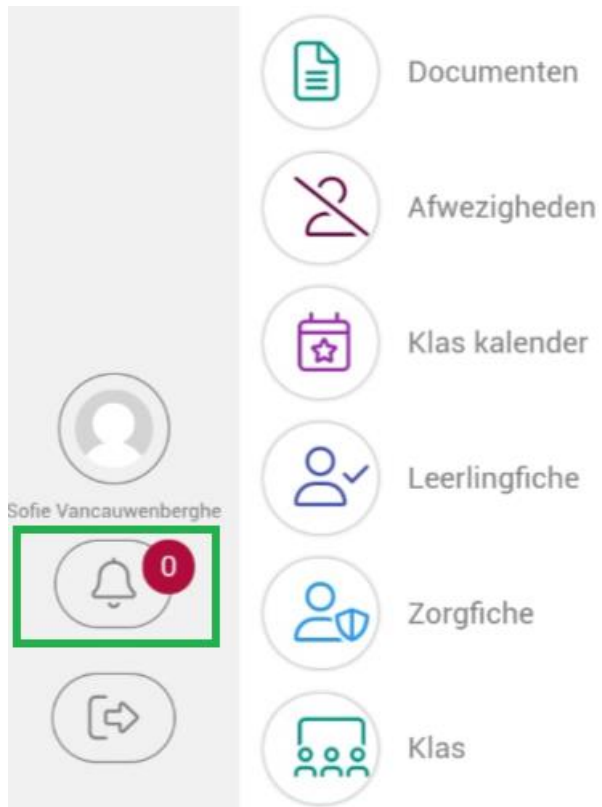 Documenten
Afwezigheden
Klas kalender
Leerlingfiche
Sofie Vancauwenberghe
0
Zorgfiche
Klas